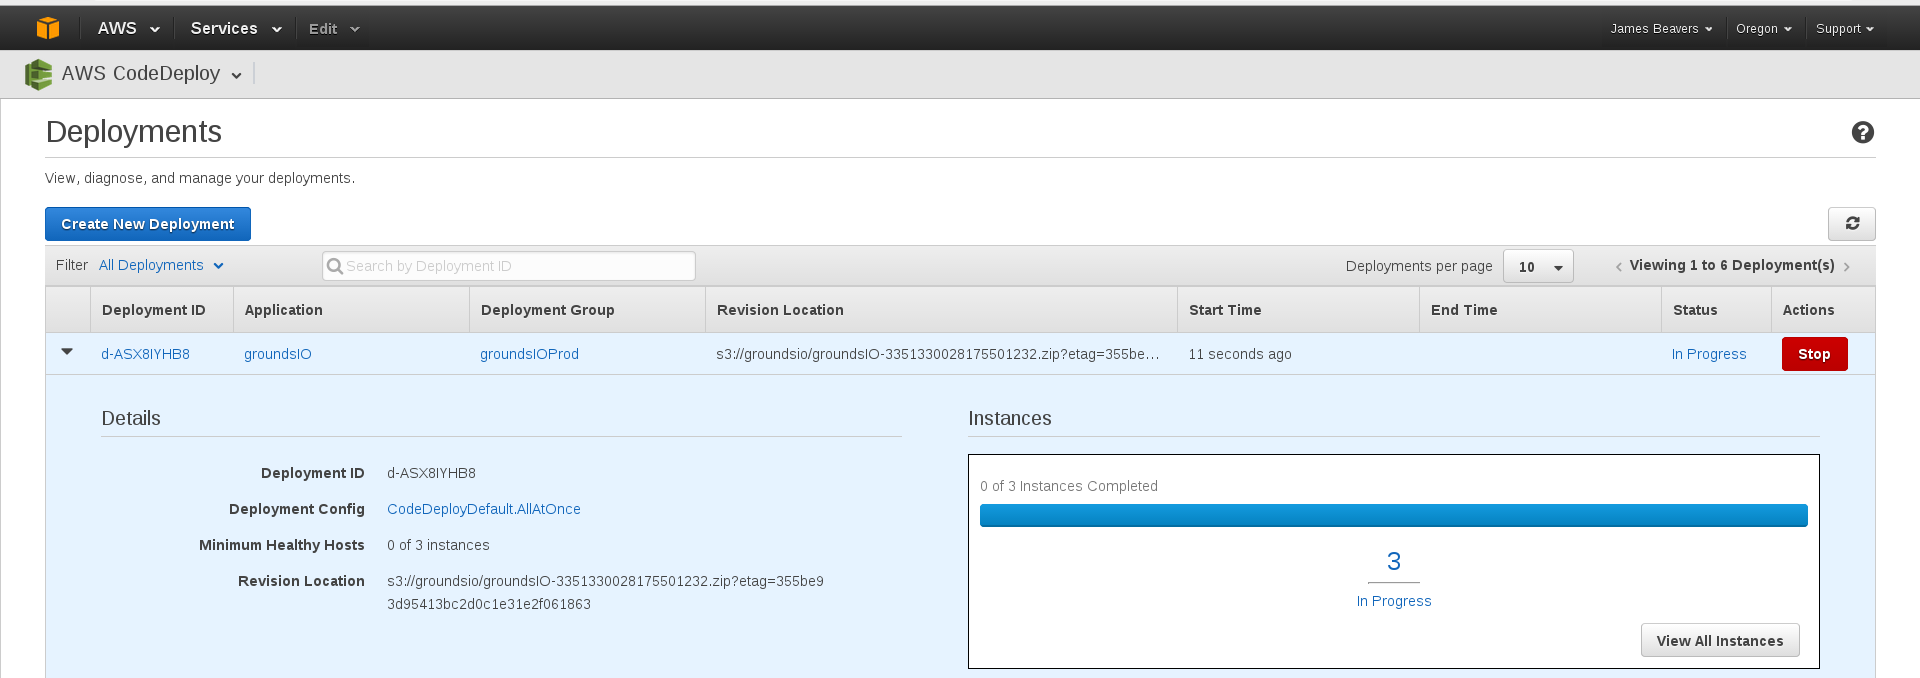 AWS Services Edit James Beavers Oregon Support
AWS CodeDeploy
Deployments
View, diagnose, and manage your deployments.
Create New Deployment
Filter All Deployments Search by Deployment ID Deployments per page 10 Viewing 1 to 6 Deployment(s)
Deployment ID Application Deployment Group Revision Location Start Time End Time Status Actions
d-ASX8IYHB8 groundsIO groundsIOProd s3://groundsio/groundsIO-3351330028175501232.zip?etag=355be... 11 seconds ago In Progress Stop
Details
Deployment ID d-ASX8IYHB8
Deployment Config CodeDeployDefault.AllAtOnce
Minimum Healthy Hosts 0 of 3 instances
Revision Location s3://groundsio/groundsIO-3351330028175501232.zip?etag=355be9
3d95413bc2d0c1e31e2f061863
Instances
0 of 3 Instances Completed
3
In Progress
View All Instances